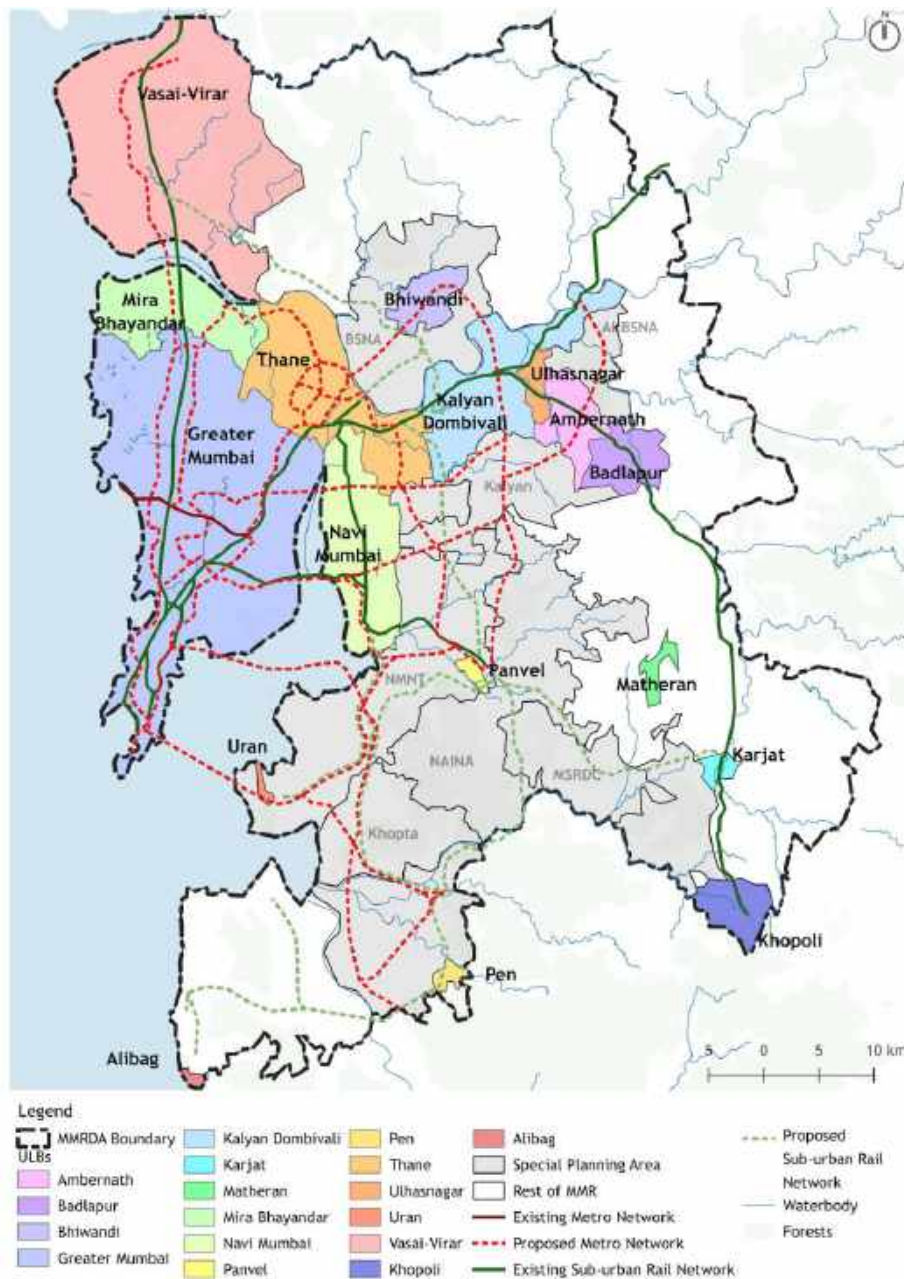 N
Vasai-Virar
Mira
Bhayandar
Bhiwandi
BSNA
Thane
Ulhasnagar
Kalyan
Dombivali
Ambernath
Greater
Mumbai
Badlapur
Kalyan
Navi
Mumbai
Panvel
NMNT
Matheran
Uran
NAINA
MSRDC
Karjat
Khopta
Khopoli
Pen
Alibag
5 0 5 10 km
Legend
MMRDA Boundary
ULBs
Ambernath
Badlapur
Bhiwandi
Greater Mumbai
Kalyan Dombivali
Karjat
Matheran
Mira Bhayandar
Navi Mumbai
Panvel
Pen
Thane
Ulhasnagar
Uran
Vasai-Virar
Khopoli
Alibag
Special Planning Area
Rest of MMR
Existing Metro Network
Proposed Metro Network
Existing Sub-urban Rail Network
Proposed
Sub-urban Rail
Network
Waterbody
Forests